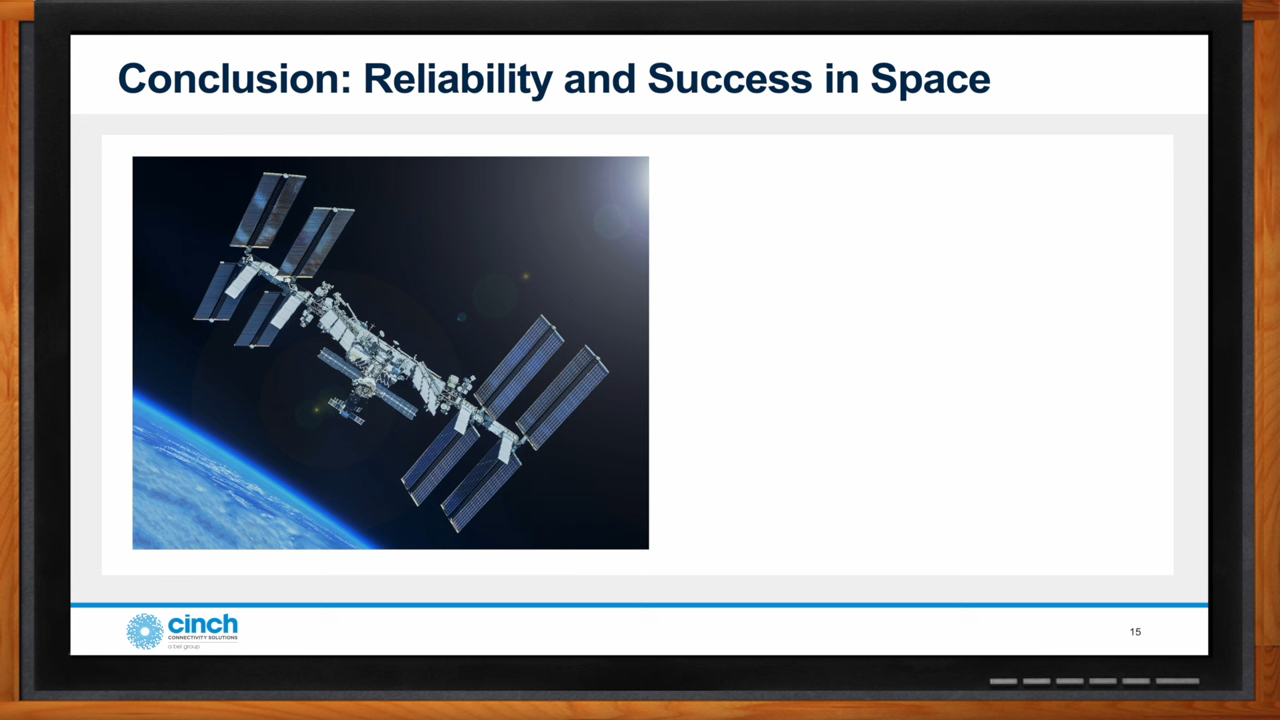 Conclusion: Reliability and Success in Space
cinch
CONNECTIVITY SOLUTIONS
a bel group
15